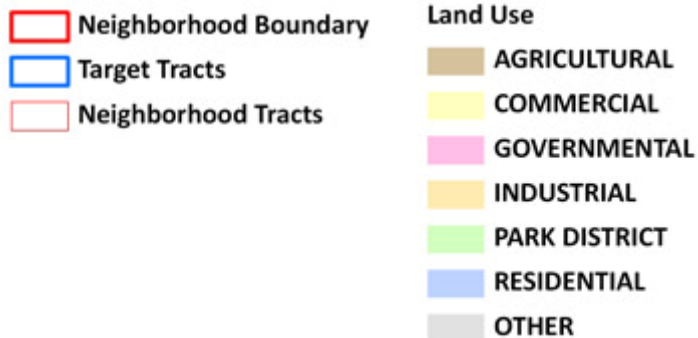 Neighborhood Boundary
Target Tracts
Neighborhood Tracts
Land Use
AGRICULTURAL
COMMERCIAL
GOVERNMENTAL
INDUSTRIAL
PARK DISTRICT
RESIDENTIAL
OTHER